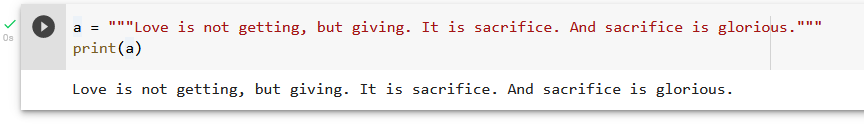 a = """Love is not getting, but giving. It is sacrifice. And sacrifice is glorious."""
0s
print(a)
Love is not getting, but giving. It is sacrifice. And sacrifice is glorious.